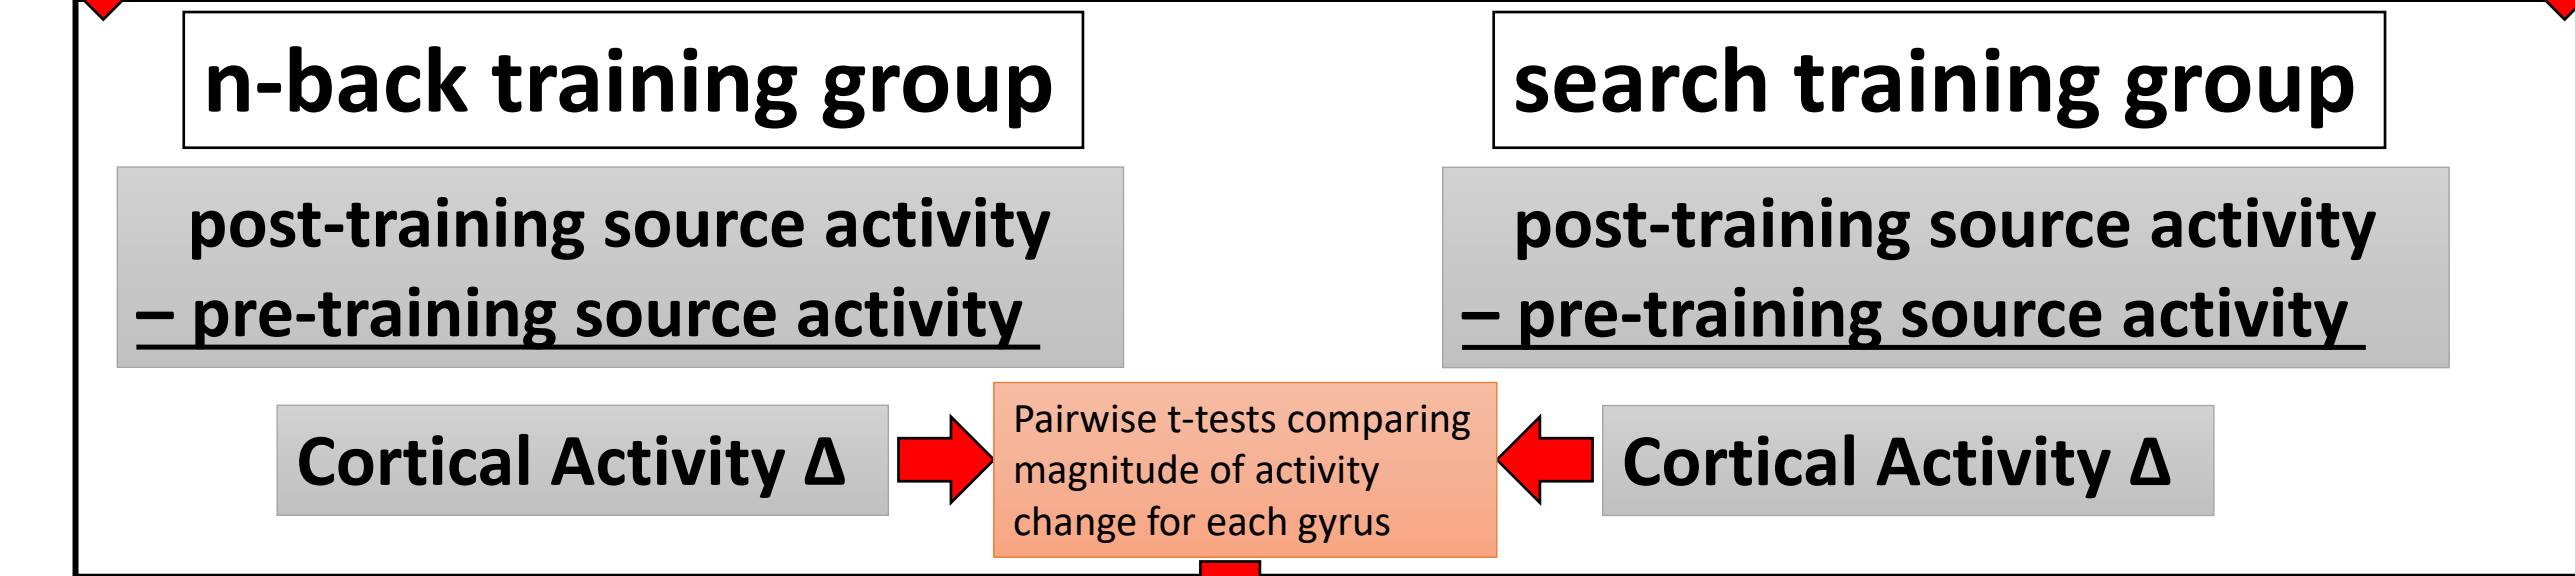 n-back training group
search training group
post-training source activity
– pre-training source activity
post-training source activity
– pre-training source activity
Cortical Activity Δ
Pairwise t-tests comparing
magnitude of activity
change for each gyrus
Cortical Activity Δ